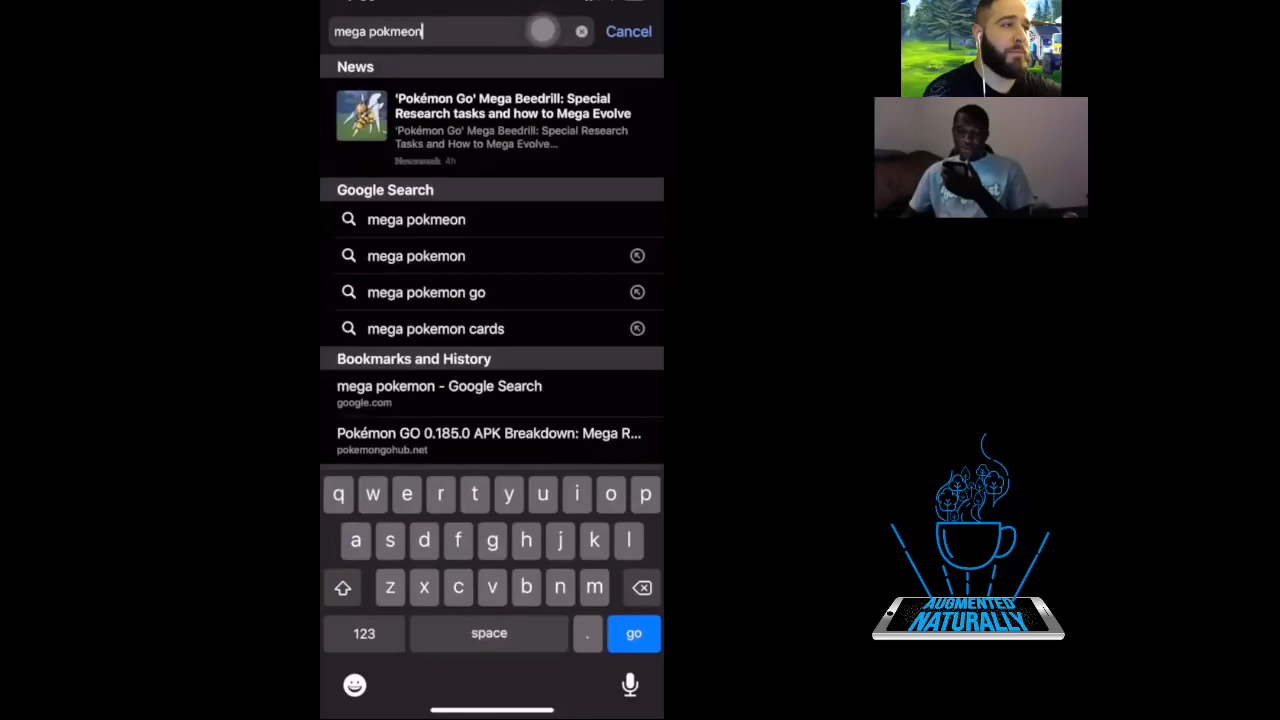 mega pokmeon
Cancel
News
'Pokémon Go' Mega Beedrill: Special
Research tasks and how to Mega Evolve
'Pokémon Go' Mega Beedrill: Special Research
Tasks and How to Mega Evolve...
Newsweek 4h
Google Search
mega pokmeon
mega pokemon
mega pokemon go
mega pokemon cards
Bookmarks and History
mega pokemon - Google Search
google.com
Pokémon GO 0.185.0 APK Breakdown: Mega R...
pokemongohub.net
q w e r t y u i o p
a s d f g h j k l
z x c v b n m
123 space . go
AUGMENTED
NATURALLY